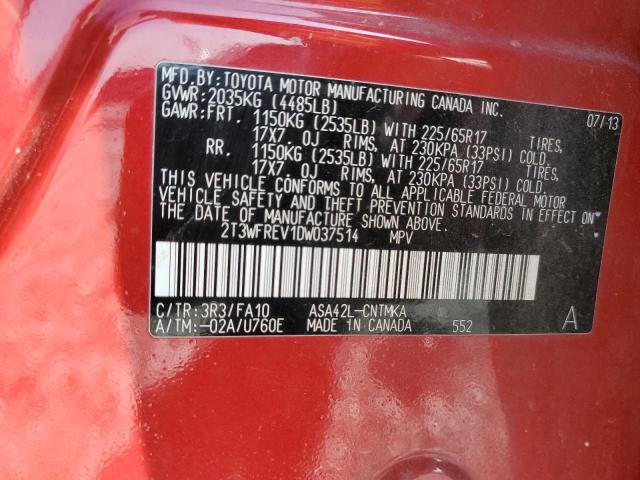 MFD.BY:TOYOTA MOTOR MANUFACTURING CANADA INC.
GVWR:2035KG (4485LB) 07/13
GAWR:FRT. 1150KG (2535LB) WITH 225/65R17 TIRES,
17X7. 0J RIMS, AT 230KPA (33PSI) COLD.
RR. 1150KG (2535LB) WITH 225/65R17 TIRES,
17X7. 0J RIMS, AT 230KPA (33PSI) COLD.
THIS VEHICLE CONFORMS TO ALL APPLICABLE FEDERAL MOTOR
VEHICLE SAFETY AND THEFT PREVENTION STANDARDS IN EFFECT ON
THE DATE OF MANUFACTURE SHOWN ABOVE.
2T3WFREV1DW037514 MPV
C/TR:3R3/FA10 ASA42L-CNTMKA
A/TM:-02A/U760E MADE IN CANADA 552 A